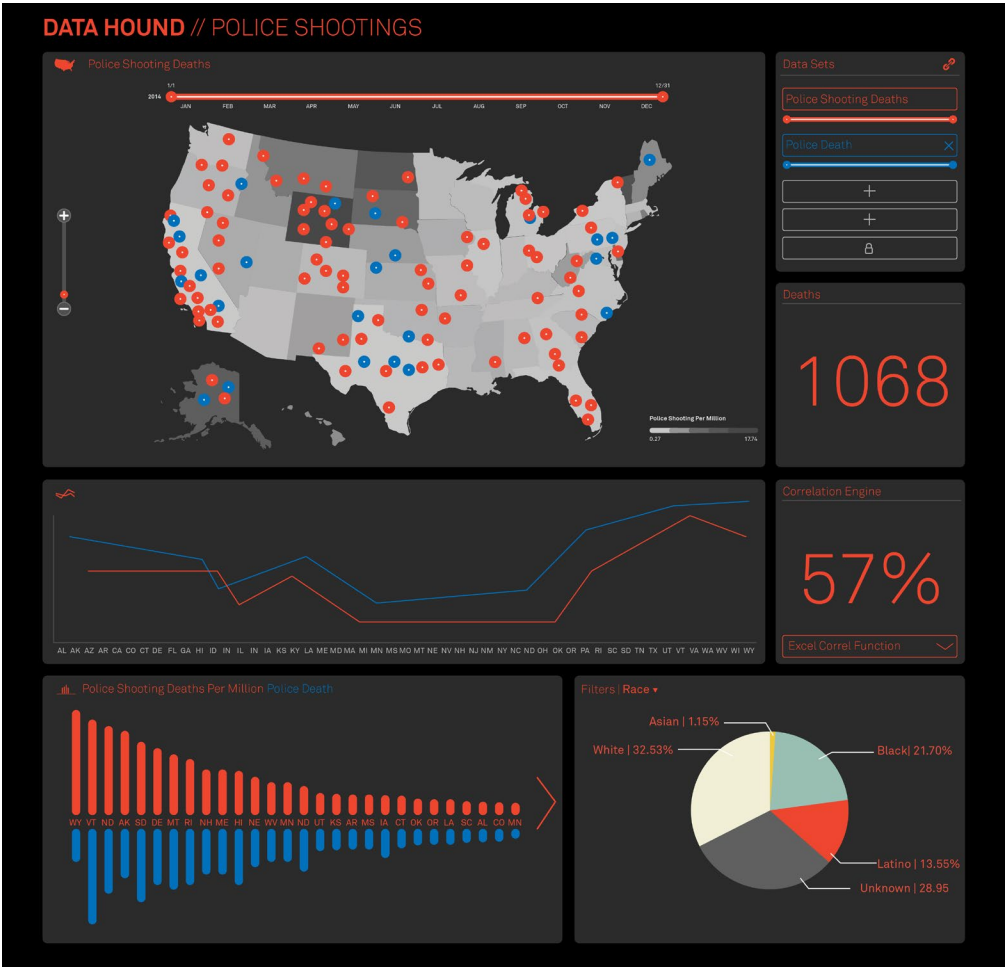 DATA HOUND // POLICE SHOOTINGS
Police Shooting Deaths
1/1
12/31
2014
JAN FEB MAR APR MAY JUN JUL AUG SEP OCT NOV DEC
Police Shooting Per Million
0.27 17.74
Data Sets
Police Shooting Deaths
Police Death
Deaths
1068
AL AK AZ AR CA CO CT DE FL GA HI ID IN IL IN IA KS KY LA ME MD MA MI MN MS MO MT NE NV NH NJ NM NY NC ND OH OK OR PA RI SC SD TN TX UT VT VA WA WV WI WY
Correlation Engine
57%
Excel Correl Function
Police Shooting Deaths Per Million Police Death
WY VT ND AK SD DE MT RI NH ME HI NE WV MN ND UT KS AR MS IA CT OK OR LA SC AL CO MN
Filters | Race
Asian | 1.15%
White | 32.53%
Black| 21.70%
Latino | 13.55%
Unknown | 28.95